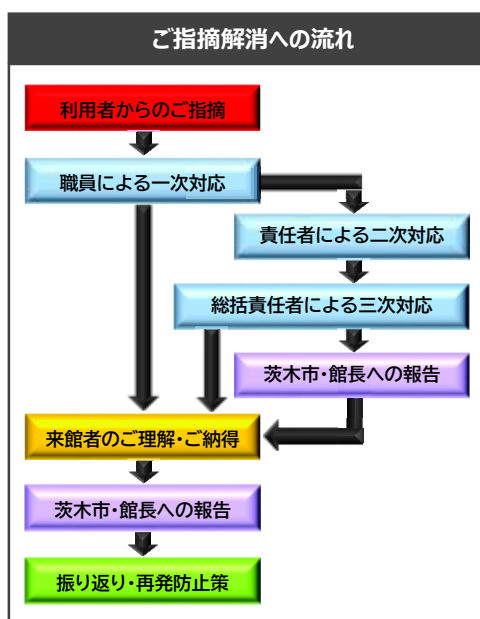 ご指摘解消への流れ
利用者からのご指摘
職員による一次対応
責任者による二次対応
総括責任者による三次対応
茨木市・館長への報告
来館者のご理解・ご納得
茨木市・館長への報告
振り返り・再発防止策